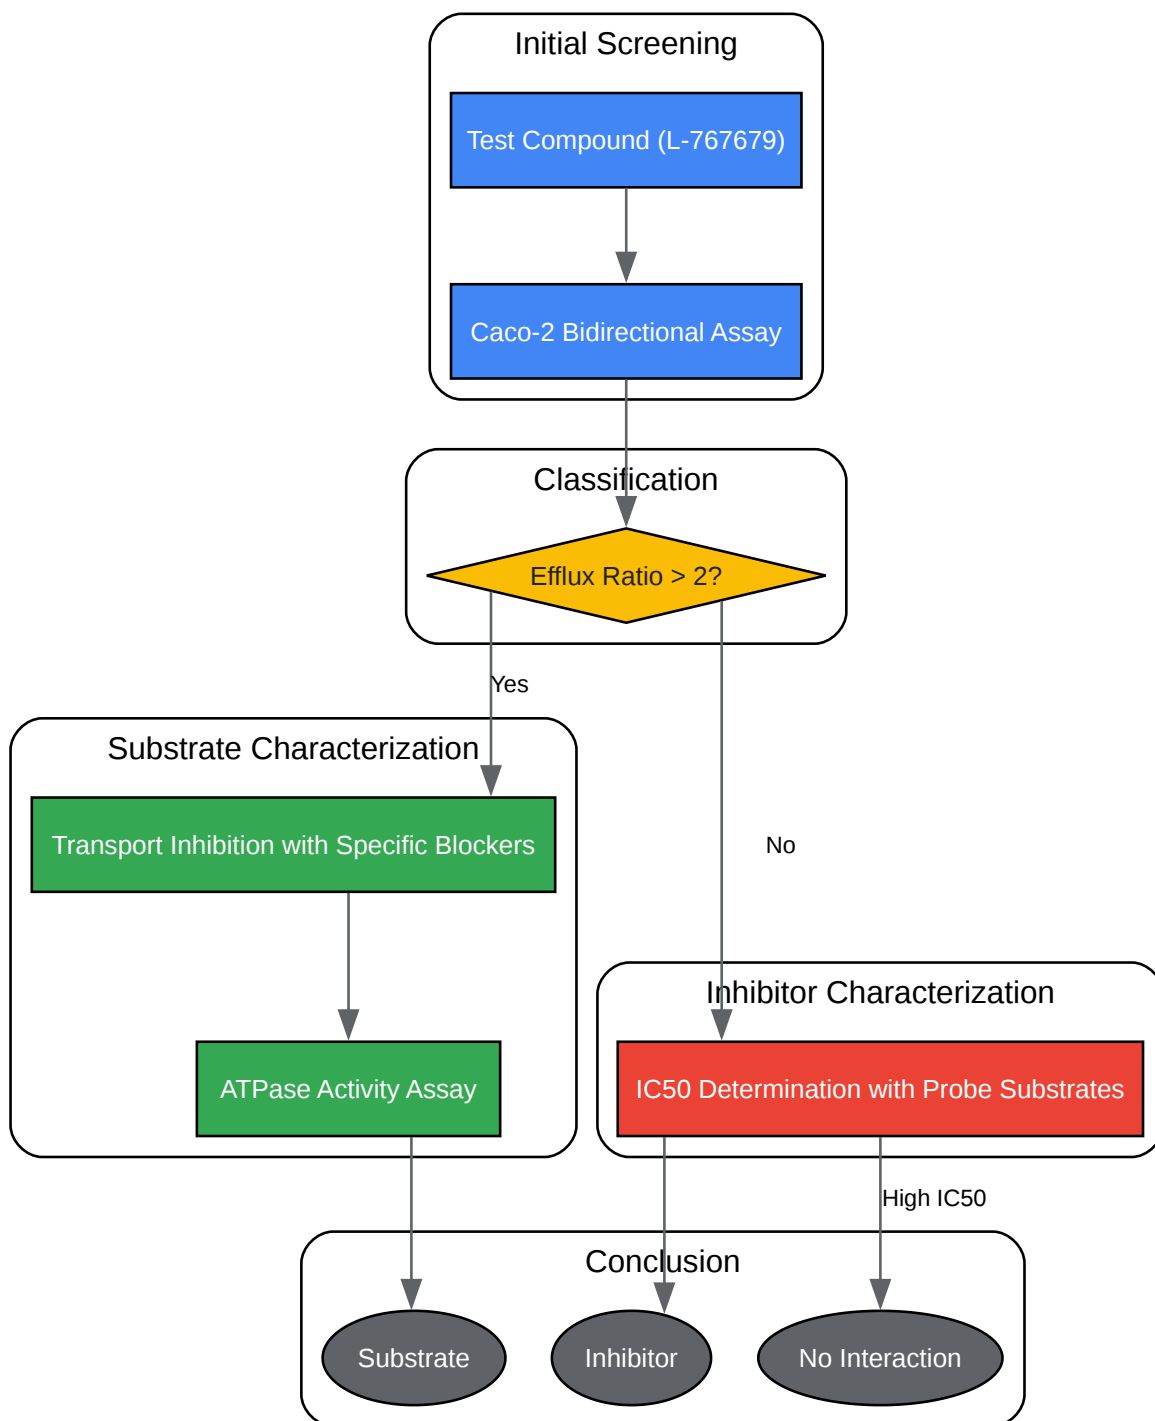 Initial Screening
Test Compound (L-767679)
Caco-2 Bidirectional Assay
Classification
Efflux Ratio > 2?
Yes
Substrate Characterization
Transport Inhibition with Specific Blockers
No
Inhibitor Characterization
ATPase Activity Assay
IC50 Determination with Probe Substrates
High IC50
Conclusion
Substrate
Inhibitor
No Interaction